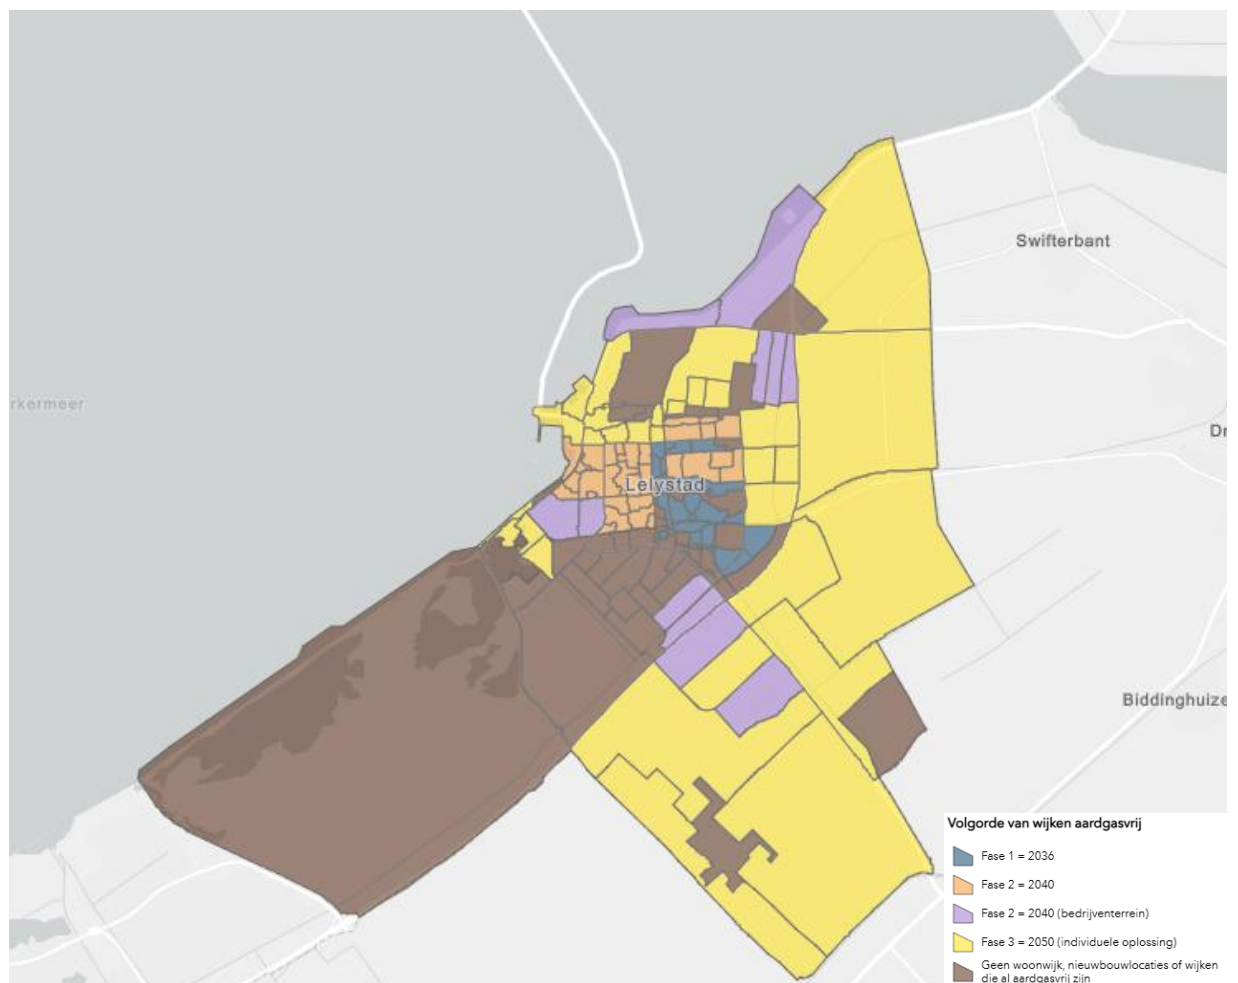 Swifterbant
rkermeer
Dr
Lelystad
Biddinghuize
Volgorde van wijken aardgasvrij
Fase 1 = 2036
Fase 2 = 2040
Fase 2 = 2040 (bedrijventerrein)
Fase 3 = 2050 (individuele oplossing)
Geen woonwijk, nieuwbouwlocaties of wijken
die al aardgasvrij zijn